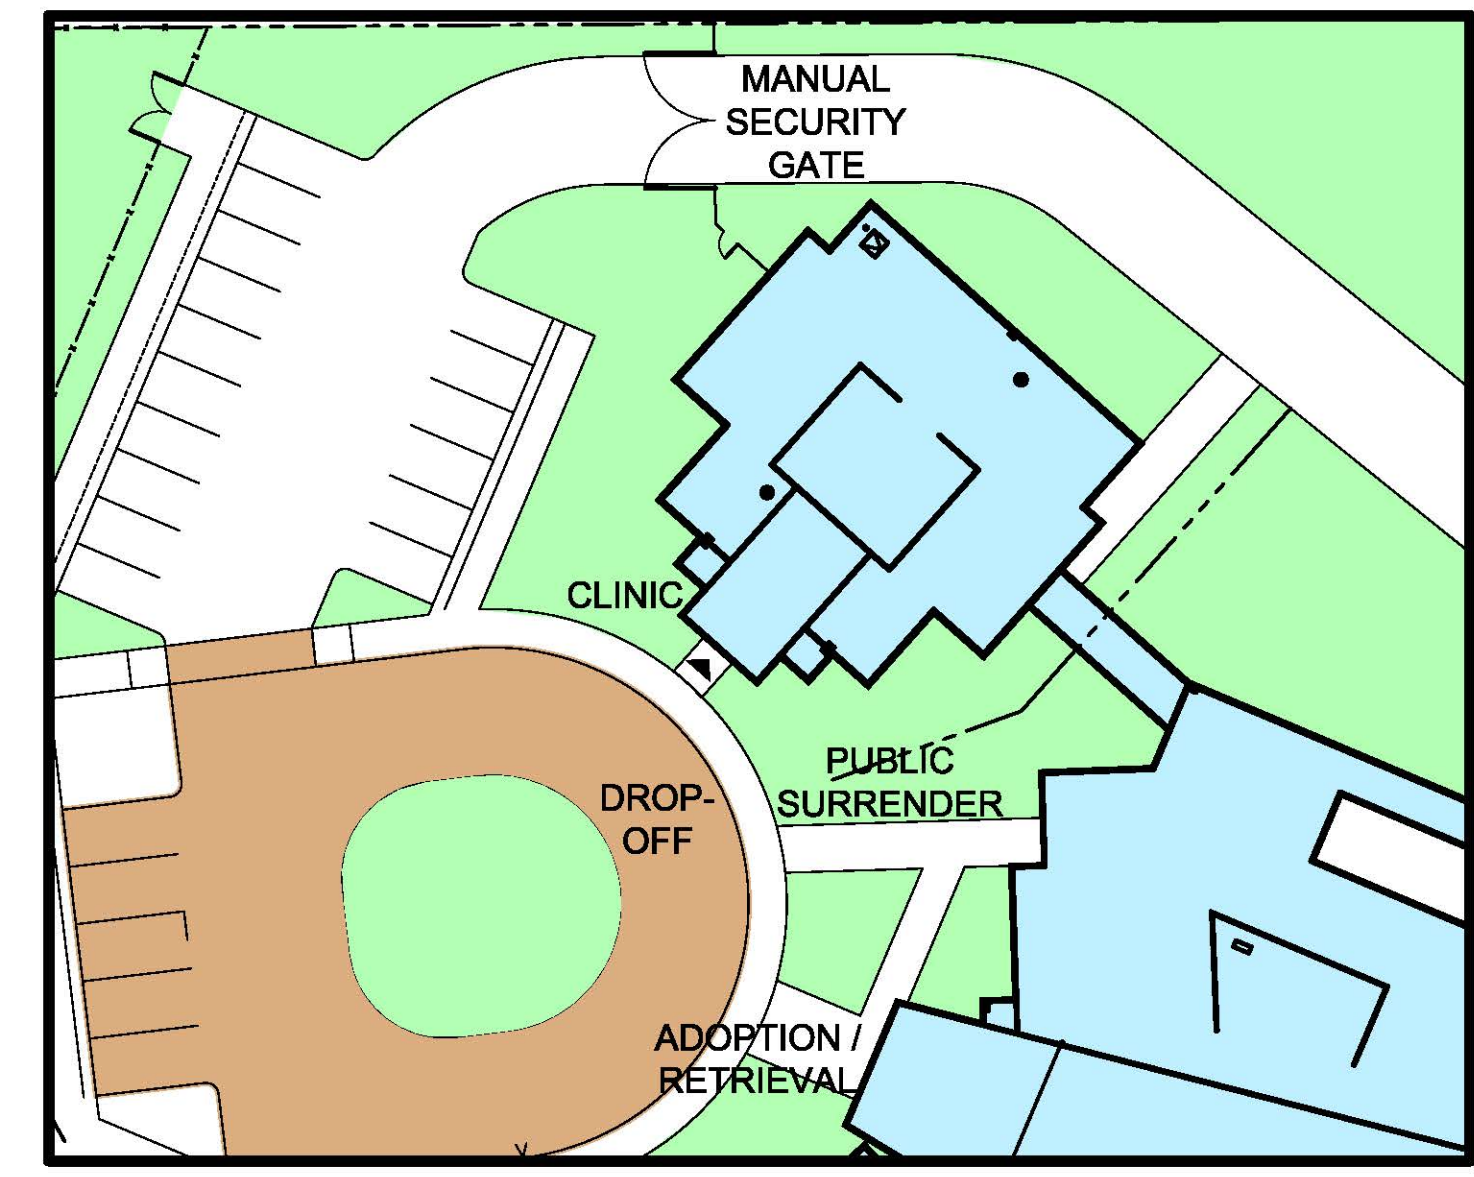 MANUAL
SECURITY
GATE
CLINIC
PUBLIC
SURRENDER
DROP-
OFF
ADOPTION /
RETRIEVAL